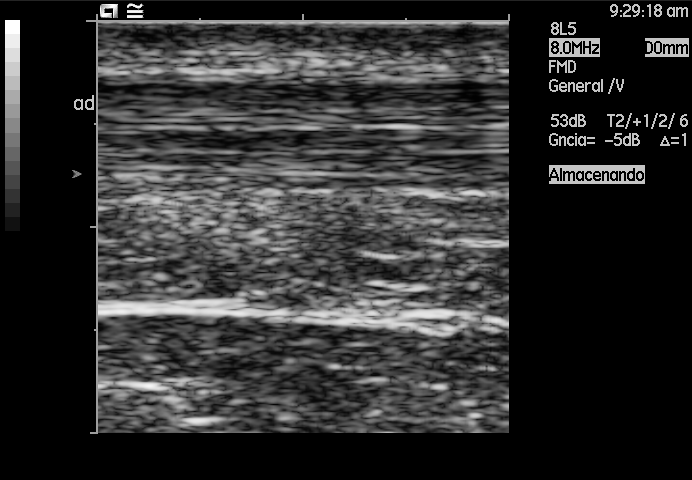 9:29:18 am
8L5
8.0MHz 00mm
FMD
General /V
ad
53dB T2/+1/2/ 6
Gncia= -5dB Δ=1
Almacenando